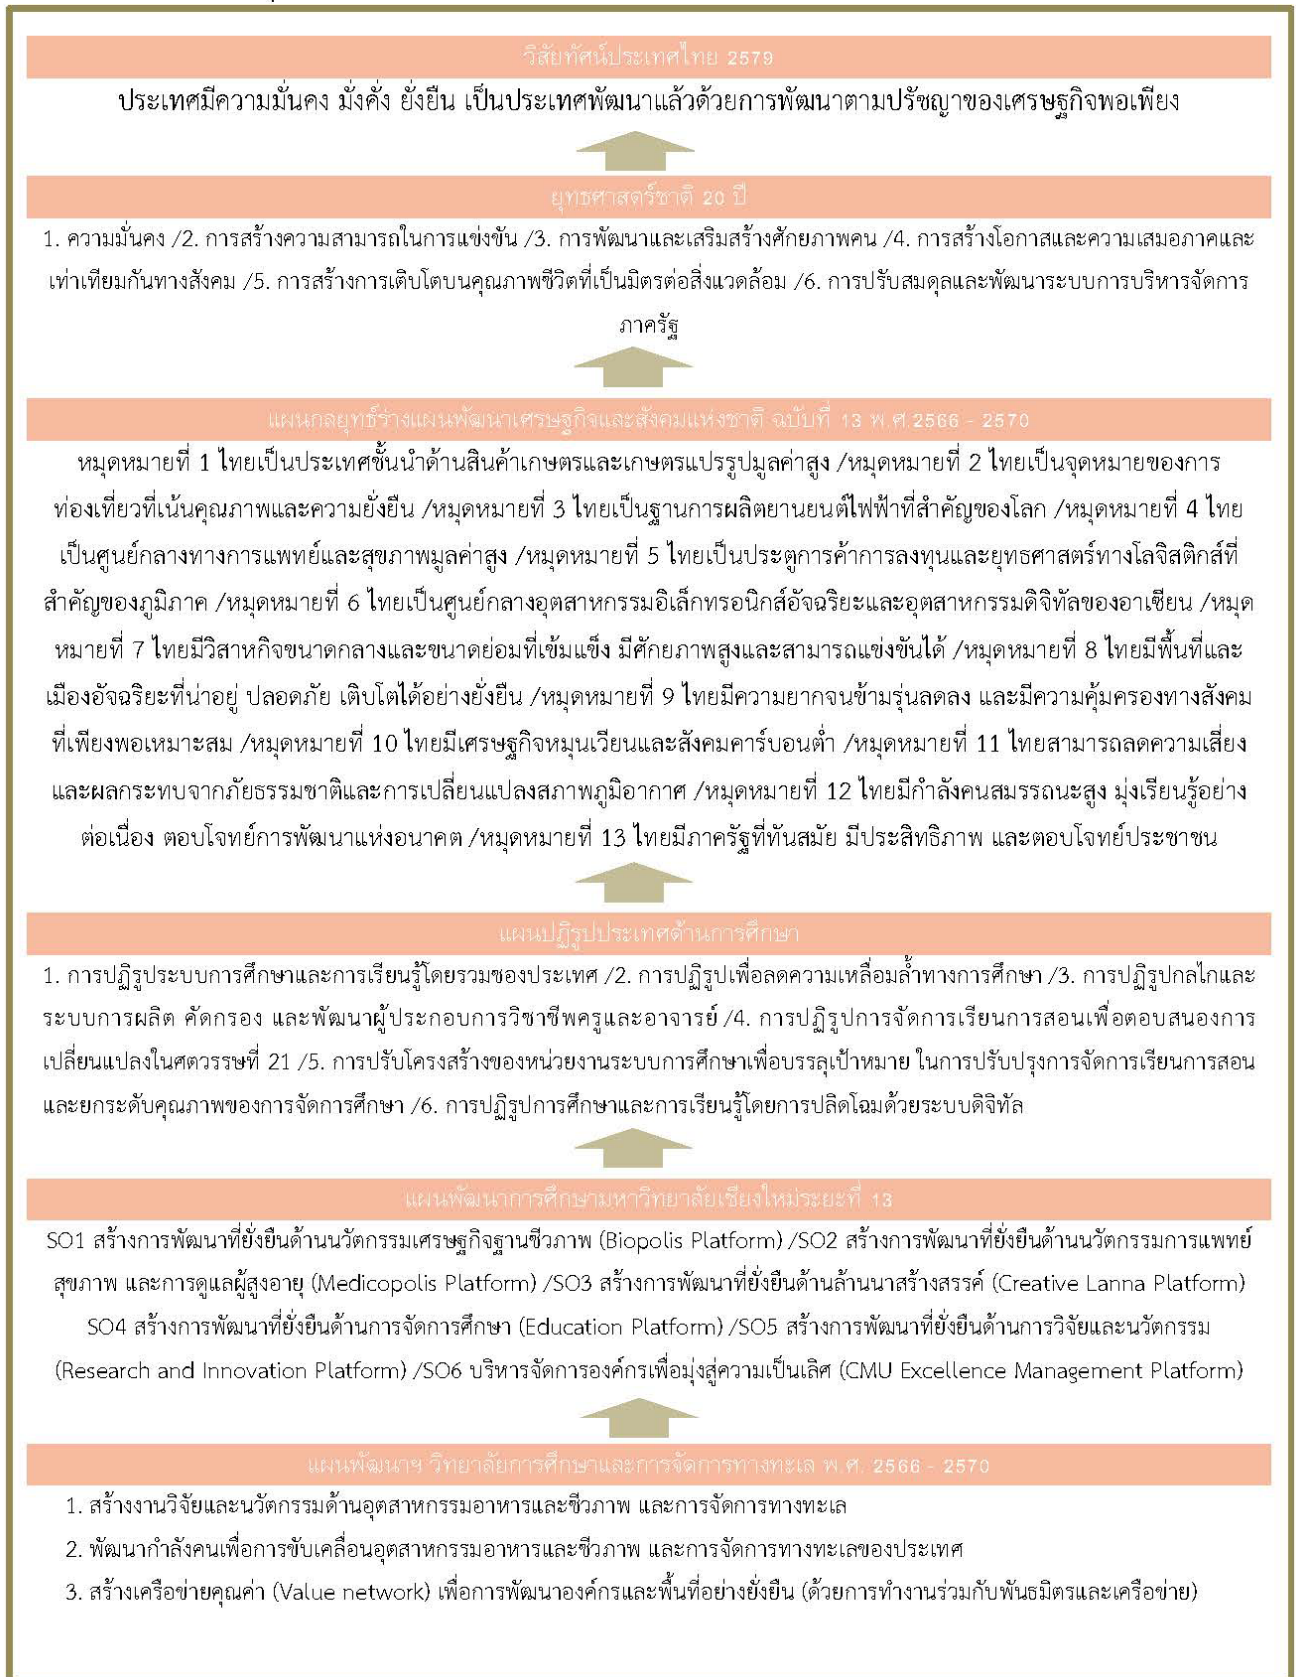 วิสัยทัศน์ประเทศไทย 2579
ประเทศมีความมั่นคง มั่งคั่ง ยั่งยืน เป็นประเทศพัฒนาแล้วด้วยการพัฒนาตามปรัชญาของเศรษฐกิจพอเพียง
ยุทธศาสตร์ชาติ 20 ปี
1. ความมั่นคง /2. การสร้างความสามารถในการแข่งขัน /3. การพัฒนาและเสริมสร้างศักยภาพคน /4. การสร้างโอกาสและความเสมอภาคและ
เท่าเทียมกันทางสังคม /5. การสร้างการเติบโตบนคุณภาพชีวิตที่เป็นมิตรต่อสิ่งแวดล้อม /6. การปรับสมดุลและพัฒนาระบบการบริหารจัดการ
ภาครัฐ
แผนกลยุทธ์ร่างแผนพัฒนาเศรษฐกิจและสังคมแห่งชาติ ฉบับที่ 13 พ.ศ.2566 - 2570
หมุดหมายที่ 1 ไทยเป็นประเทศชั้นนำด้านสินค้าเกษตรและเกษตรแปรรูปมูลค่าสูง /หมุดหมายที่ 2 ไทยเป็นจุดหมายของการ
ท่องเที่ยวที่เน้นคุณภาพและความยั่งยืน /หมุดหมายที่ 3 ไทยเป็นฐานการผลิตยานยนต์ไฟฟ้าที่สำคัญของโลก /หมุดหมายที่ 4 ไทย
เป็นศูนย์กลางทางการแพทย์และสุขภาพมูลค่าสูง /หมุดหมายที่ 5 ไทยเป็นประตูการค้าการลงทุนและยุทธศาสตร์ทางโลจิสติกส์ที่
สำคัญของภูมิภาค /หมุดหมายที่ 6 ไทยเป็นศูนย์กลางอุตสาหกรรมอิเล็กทรอนิกส์อัจฉริยะและอุตสาหกรรมดิจิทัลของอาเซียน /หมุด
หมายที่ 7 ไทยมีวิสาหกิจขนาดกลางและขนาดย่อมที่เข้มแข็ง มีศักยภาพสูงและสามารถแข่งขันได้ /หมุดหมายที่ 8 ไทยมีพื้นที่และ
เมืองอัจฉริยะที่น่าอยู่ ปลอดภัย เติบโตได้อย่างยั่งยืน /หมุดหมายที่ 9 ไทยมีความยากจนข้ามรุ่นลดลง และมีความคุ้มครองทางสังคม
ที่เพียงพอเหมาะสม /หมุดหมายที่ 10 ไทยมีเศรษฐกิจหมุนเวียนและสังคมคาร์บอนต่ำ /หมุดหมายที่ 11 ไทยสามารถลดความเสี่ยง
และผลกระทบจากภัยธรรมชาติและการเปลี่ยนแปลงสภาพภูมิอากาศ /หมุดหมายที่ 12 ไทยมีกำลังคนสมรรถนะสูง มุ่งเรียนรู้อย่าง
ต่อเนื่อง ตอบโจทย์การพัฒนาแห่งอนาคต /หมุดหมายที่ 13 ไทยมีภาครัฐที่ทันสมัย มีประสิทธิภาพ และตอบโจทย์ประชาชน
แผนปฏิรูปประเทศด้านการศึกษา
1. การปฏิรูประบบการศึกษาและการเรียนรู้โดยรวมของประเทศ /2. การปฏิรูปเพื่อลดความเหลื่อมล้ำทางการศึกษา /3. การปฏิรูปกลไกและ
ระบบการผลิต คัดกรอง และพัฒนาผู้ประกอบการวิชาชีพครูและอาจารย์ /4. การปฏิรูปการจัดการเรียนการสอนเพื่อตอบสนองการ
เปลี่ยนแปลงในศตวรรษที่ 21 /5. การปรับโครงสร้างของหน่วยงานระบบการศึกษาเพื่อบรรลุเป้าหมาย ในการปรับปรุงการจัดการเรียนการสอน
และยกระดับคุณภาพของการจัดการศึกษา /6. การปฏิรูปการศึกษาและการเรียนรู้โดยการปลิดโฉมด้วยระบบดิจิทัล
แผนพัฒนาการศึกษามหาวิทยาลัยเชียงใหม่ระยะที่ 13
SO1 สร้างการพัฒนาที่ยั่งยืนด้านนวัตกรรมเศรษฐกิจฐานชีวภาพ (Biopolis Platform) /SO2 สร้างการพัฒนาที่ยั่งยืนด้านนวัตกรรมการแพทย์
สุขภาพ และการดูแลผู้สูงอายุ (Medicopolis Platform) /SO3 สร้างการพัฒนาที่ยั่งยืนด้านล้านนาสร้างสรรค์ (Creative Lanna Platform)
SO4 สร้างการพัฒนาที่ยั่งยืนด้านการจัดการศึกษา (Education Platform) /SO5 สร้างการพัฒนาที่ยั่งยืนด้านการวิจัยและนวัตกรรม
(Research and Innovation Platform) /SO6 บริหารจัดการองค์กรเพื่อมุ่งสู่ความเป็นเลิศ (CMU Excellence Management Platform)
แผนพัฒนาฯ วิทยาลัยการศึกษาและการจัดการทางทะเล พ.ศ. 2566 - 2570
1. สร้างงานวิจัยและนวัตกรรมด้านอุตสาหกรรมอาหารและชีวภาพ และการจัดการทางทะเล
2. พัฒนากำลังคนเพื่อการขับเคลื่อนอุตสาหกรรมอาหารและชีวภาพ และการจัดการทางทะเลของประเทศ
3. สร้างเครือข่ายคุณค่า (Value network) เพื่อการพัฒนาองค์กรและพื้นที่อย่างยั่งยืน (ด้วยการทำงานร่วมกับพันธมิตรและเครือข่าย)